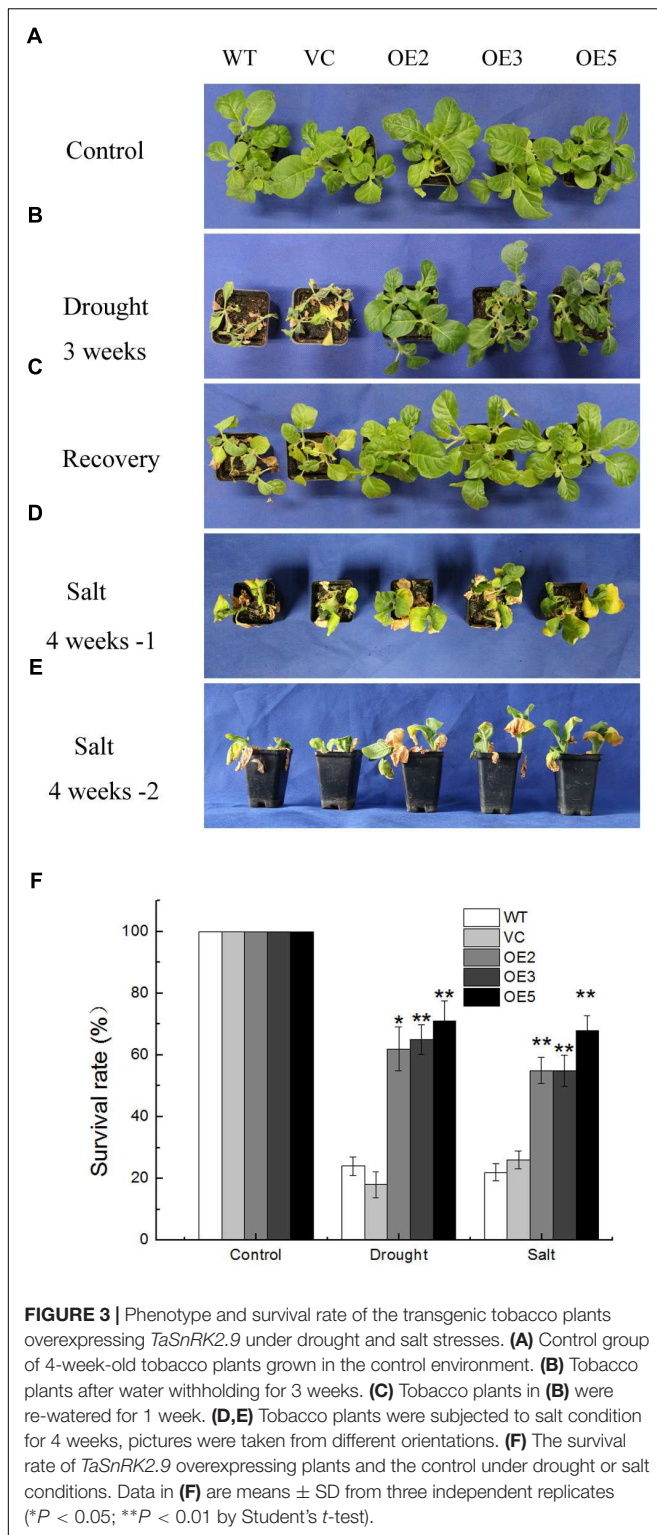 A
WT VC OE2 OE3 OE5
Control
B
Drought
3 weeks
C
Recovery
D
Salt
4 weeks -1
E
Salt
4 weeks -2
F
WT
VC
OE2
OE3
OE5
Survival rate (%)
100
80
60
40
20
0
* ** **
** ** **
Control Drought Salt
FIGURE 3 | Phenotype and survival rate of the transgenic tobacco plants
overexpressing TaSnRK2.9 under drought and salt stresses. (A) Control group
of 4-week-old tobacco plants grown in the control environment. (B) Tobacco
plants after water withholding for 3 weeks. (C) Tobacco plants in (B) were
re-watered for 1 week. (D,E) Tobacco plants were subjected to salt condition
for 4 weeks, pictures were taken from different orientations. (F) The survival
rate of TaSnRK2.9 overexpressing plants and the control under drought or salt
conditions. Data in (F) are means ± SD from three independent replicates
(*P < 0.05; **P < 0.01 by Student's t-test).